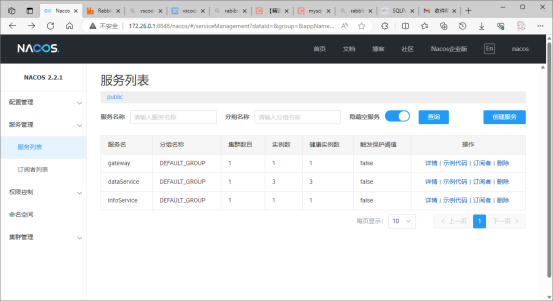 Nacos
Rabbi
nacos
rabbi
mysq
rabbi
SQLP
收件箱
不安全 | 172.26.0.1:8848/nacos/#/serviceManagement?dataId=&group=&appName...
NACOS.
首页 文档 博客 社区 Nacos企业版 En nacos
NACOS 2.2.1
配置管理
服务管理
服务列表
订阅者列表
权限控制
命名空间
集群管理
服务列表
public
服务名称 请输入服务名称 分组名称 请输入分组名称 隐藏空服务 查询 创建服务
服务名 分组名称 集群数目 实例数 健康实例数 触发保护阈值 操作
gateway DEFAULT_GROUP 1 1 1 false 详情 | 示例代码 | 订阅者 | 删除
dataService DEFAULT_GROUP 1 3 3 false 详情 | 示例代码 | 订阅者 | 删除
infoService DEFAULT_GROUP 1 1 1 false 详情 | 示例代码 | 订阅者 | 删除
每页显示: 10 < 上一页 1 下一页 >